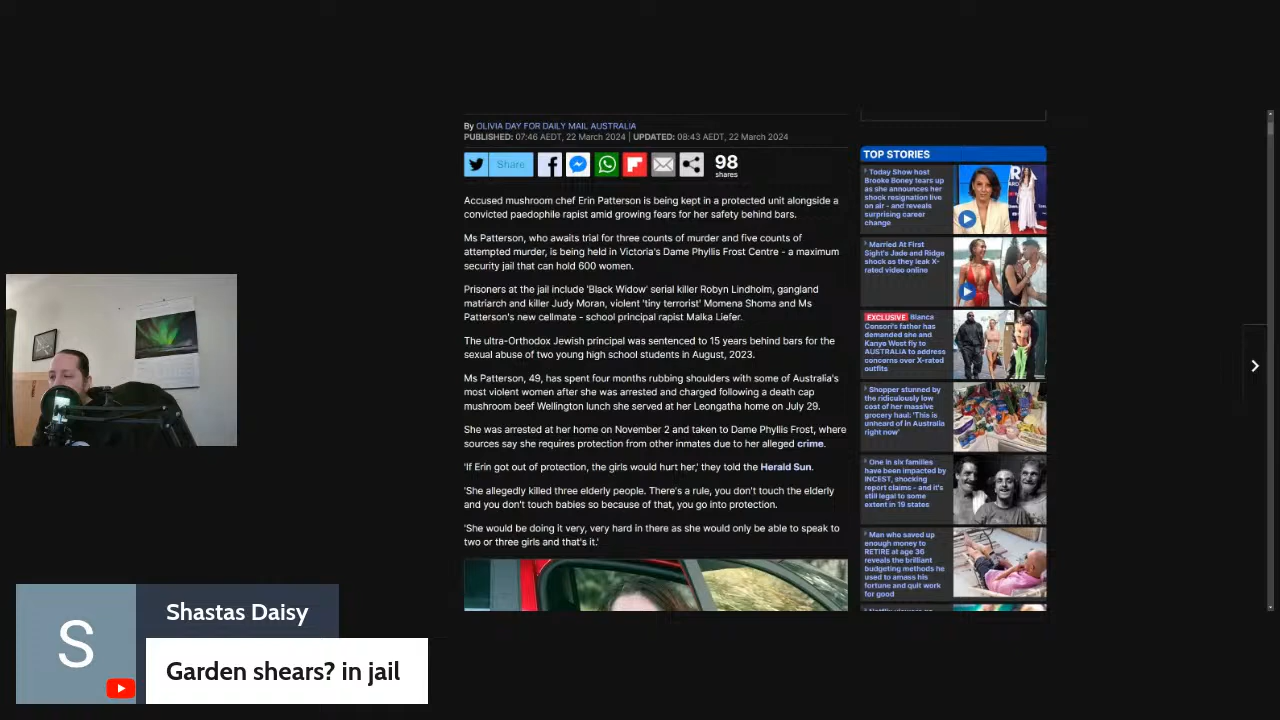 By OLIVIA DAY FOR DAILY MAIL AUSTRALIA
PUBLISHED: 07:46 AEDT, 22 March 2024 | UPDATED: 08:43 AEDT, 22 March 2024
Share
98
shares
Accused mushroom chef Erin Patterson is being kept in a protected unit alongside a
convicted paedophile rapist amid growing fears for her safety behind bars.
Ms Patterson, who awaits trial for three counts of murder and five counts of
attempted murder, is being held in Victoria's Dame Phyllis Frost Centre - a maximum
security jail that can hold 600 women.
Prisoners at the jail include 'Black Widow' serial killer Robyn Lindholm, gangland
matriarch and killer Judy Moran, violent 'tiny terrorist' Momena Shoma and Ms
Patterson's new cellmate - school principal rapist Malka Liefer.
The ultra-Orthodox Jewish principal was sentenced to 15 years behind bars for the
sexual abuse of two young high school students in August, 2023.
Ms Patterson, 49, has spent four months rubbing shoulders with some of Australia's
most violent women after she was arrested and charged following a death cap
mushroom beef Wellington lunch she served at her Leongatha home on July 29.
She was arrested at her home on November 2 and taken to Dame Phyllis Frost, where
sources say she requires protection from other inmates due to her alleged crime.
'If Erin got out of protection, the girls would hurt her,' they told the Herald Sun.
'She allegedly killed three elderly people. There's a rule, you don't touch the elderly
and you don't touch babies so because of that, you go into protection.
'She would be doing it very, very hard in there as she would only be able to speak to
two or three girls and that's it.'
TOP STORIES
Today Show host
Brooke Boney tears up
as she announces her
shock resignation live
on air - and reveals
surprising career
change
Married At First
Sight's Jade and Ridge
shock as they leak X-
rated video online
EXCLUSIVE Bianca
Censori's father has
demanded she and
Kanye West fly to
AUSTRALIA to address
concerns over X-rated
outfits
Shopper stunned by
the ridiculously low
cost of her massive
grocery haul: 'This is
unheard of in Australia
right now'
One in six families
have been impacted by
INCEST, shocking
report claims - and it's
still legal to some
extent in 19 states
Man who saved up
enough money to
RETIRE at age 36
reveals the brilliant
budgeting methods he
used to amass his
fortune and quit work
for good
S
Shastas Daisy
Garden shears? in jail